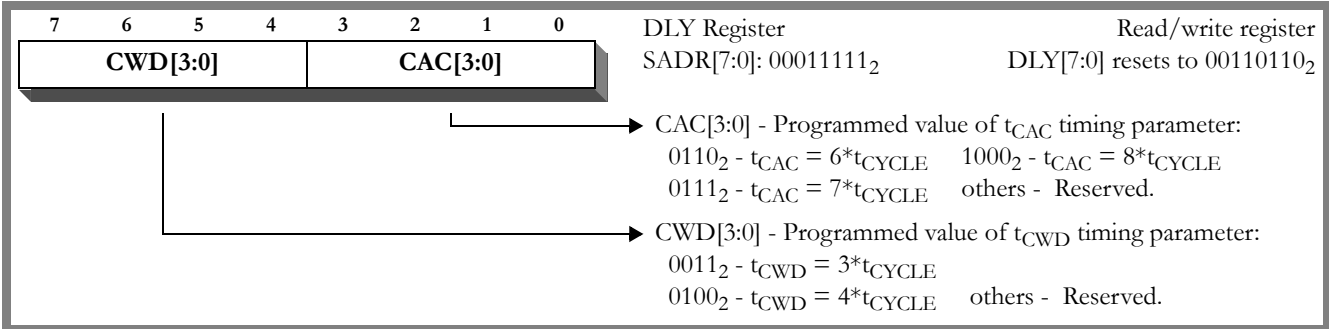 7 6 5 4 3 2 1 0
CWD[3:0] CAC[3:0]
DLY Register Read/write register
SADR[7:0]: 00011111₂ DLY[7:0] resets to 00110110₂
CAC[3:0] - Programmed value of tCAC timing parameter:
0110₂ - tCAC = 6*tCYCLE 1000₂ - tCAC = 8*tCYCLE
0111₂ - tCAC = 7*tCYCLE others - Reserved.
CWD[3:0] - Programmed value of tCWD timing parameter:
0011₂ - tCWD = 3*tCYCLE
0100₂ - tCWD = 4*tCYCLE others - Reserved.